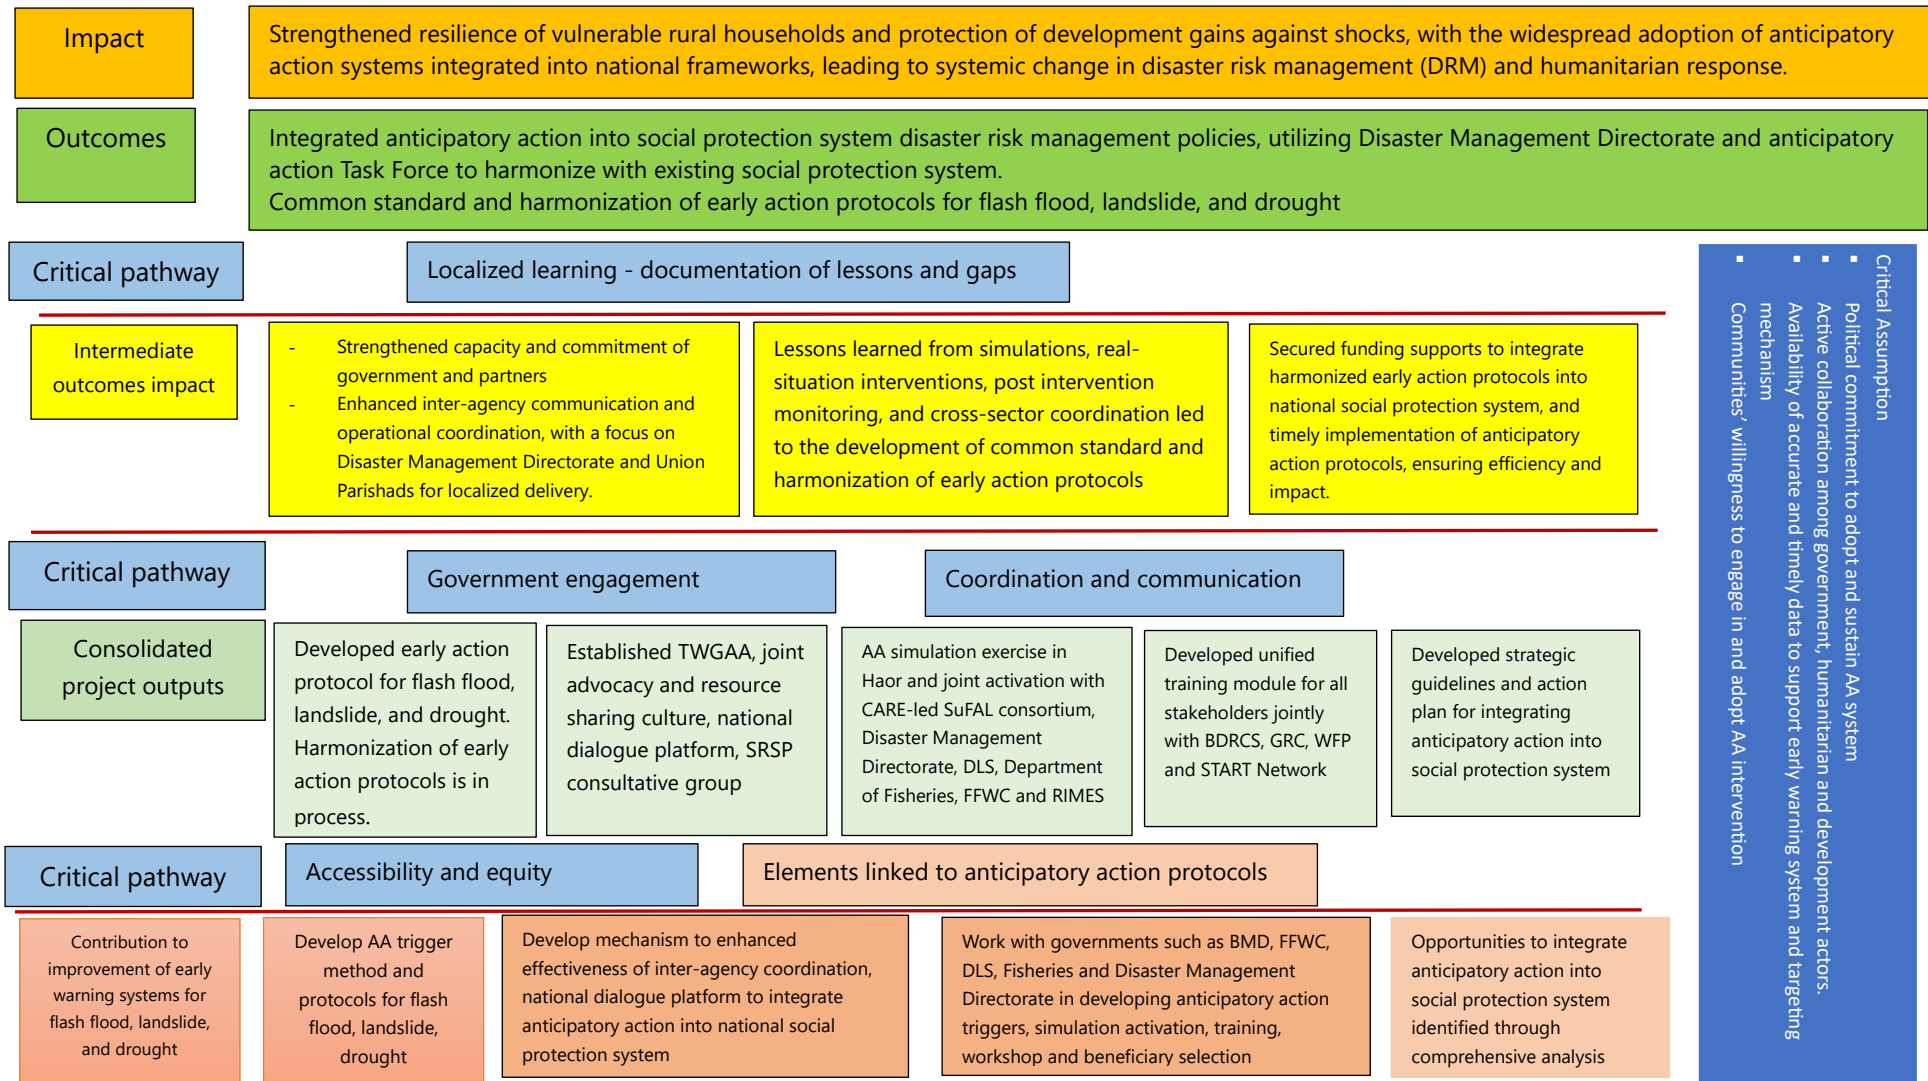 Impact
Strengthened resilience of vulnerable rural households and protection of development gains against shocks, with the widespread adoption of anticipatory
action systems integrated into national frameworks, leading to systemic change in disaster risk management (DRM) and humanitarian response.
Outcomes
Integrated anticipatory action into social protection system disaster risk management policies, utilizing Disaster Management Directorate and anticipatory
action Task Force to harmonize with existing social protection system.
Common standard and harmonization of early action protocols for flash flood, landslide, and drought
Critical pathway
Localized learning - documentation of lessons and gaps
Intermediate
outcomes impact
- Strengthened capacity and commitment of
government and partners
- Enhanced inter-agency communication and
operational coordination, with a focus on
Disaster Management Directorate and Union
Parishads for localized delivery.
Lessons learned from simulations, real-
situation interventions, post intervention
monitoring, and cross-sector coordination led
to the development of common standard and
harmonization of early action protocols
Secured funding supports to integrate
harmonized early action protocols into
national social protection system, and
timely implementation of anticipatory
action protocols, ensuring efficiency and
impact.
Critical pathway
Government engagement
Coordination and communication
Consolidated
project outputs
Developed early action
protocol for flash flood,
landslide, and drought.
Harmonization of early
action protocols is in
process.
Established TWGAA, joint
advocacy and resource
sharing culture, national
dialogue platform, SRSP
consultative group
AA simulation exercise in
Haor and joint activation with
CARE-led SuFAL consortium,
Disaster Management
Directorate, DLS, Department
of Fisheries, FFWC and RIMES
Developed unified
training module for all
stakeholders jointly
with BDRCS, GRC, WFP
and START Network
Developed strategic
guidelines and action
plan for integrating
anticipatory action into
social protection system
Critical pathway
Accessibility and equity
Elements linked to anticipatory action protocols
Contribution to
improvement of early
warning systems for
flash flood, landslide,
and drought
Develop AA trigger
method and
protocols for flash
flood, landslide,
drought
Develop mechanism to enhanced
effectiveness of inter-agency coordination,
national dialogue platform to integrate
anticipatory action into national social
protection system
Work with governments such as BMD, FFWC,
DLS, Fisheries and Disaster Management
Directorate in developing anticipatory action
triggers, simulation activation, training,
workshop and beneficiary selection
Opportunities to integrate
anticipatory action into
social protection system
identified through
comprehensive analysis
Critical Assumption
▪ Political commitment to adopt and sustain AA system
▪ Active collaboration among government, humanitarian and development actors.
▪ Availability of accurate and timely data to support early warning system and targeting
mechanism
▪ Communities’ willingness to engage in and adopt AA intervention